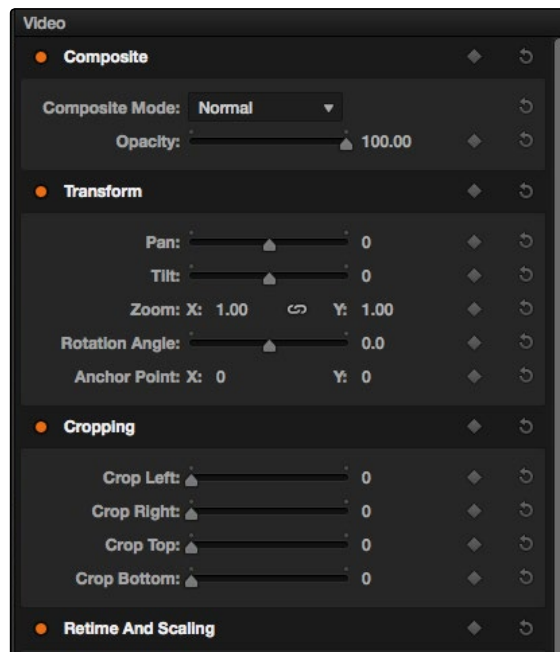 Video
Composite
Composite Mode: Normal
Opacity: 100.00
Transform
Pan: 0
Tilt: 0
Zoom: X: 1.00 Y: 1.00
Rotation Angle: 0.0
Anchor Point: X: 0 Y: 0
Cropping
Crop Left: 0
Crop Right: 0
Crop Top: 0
Crop Bottom: 0
Retime And Scaling